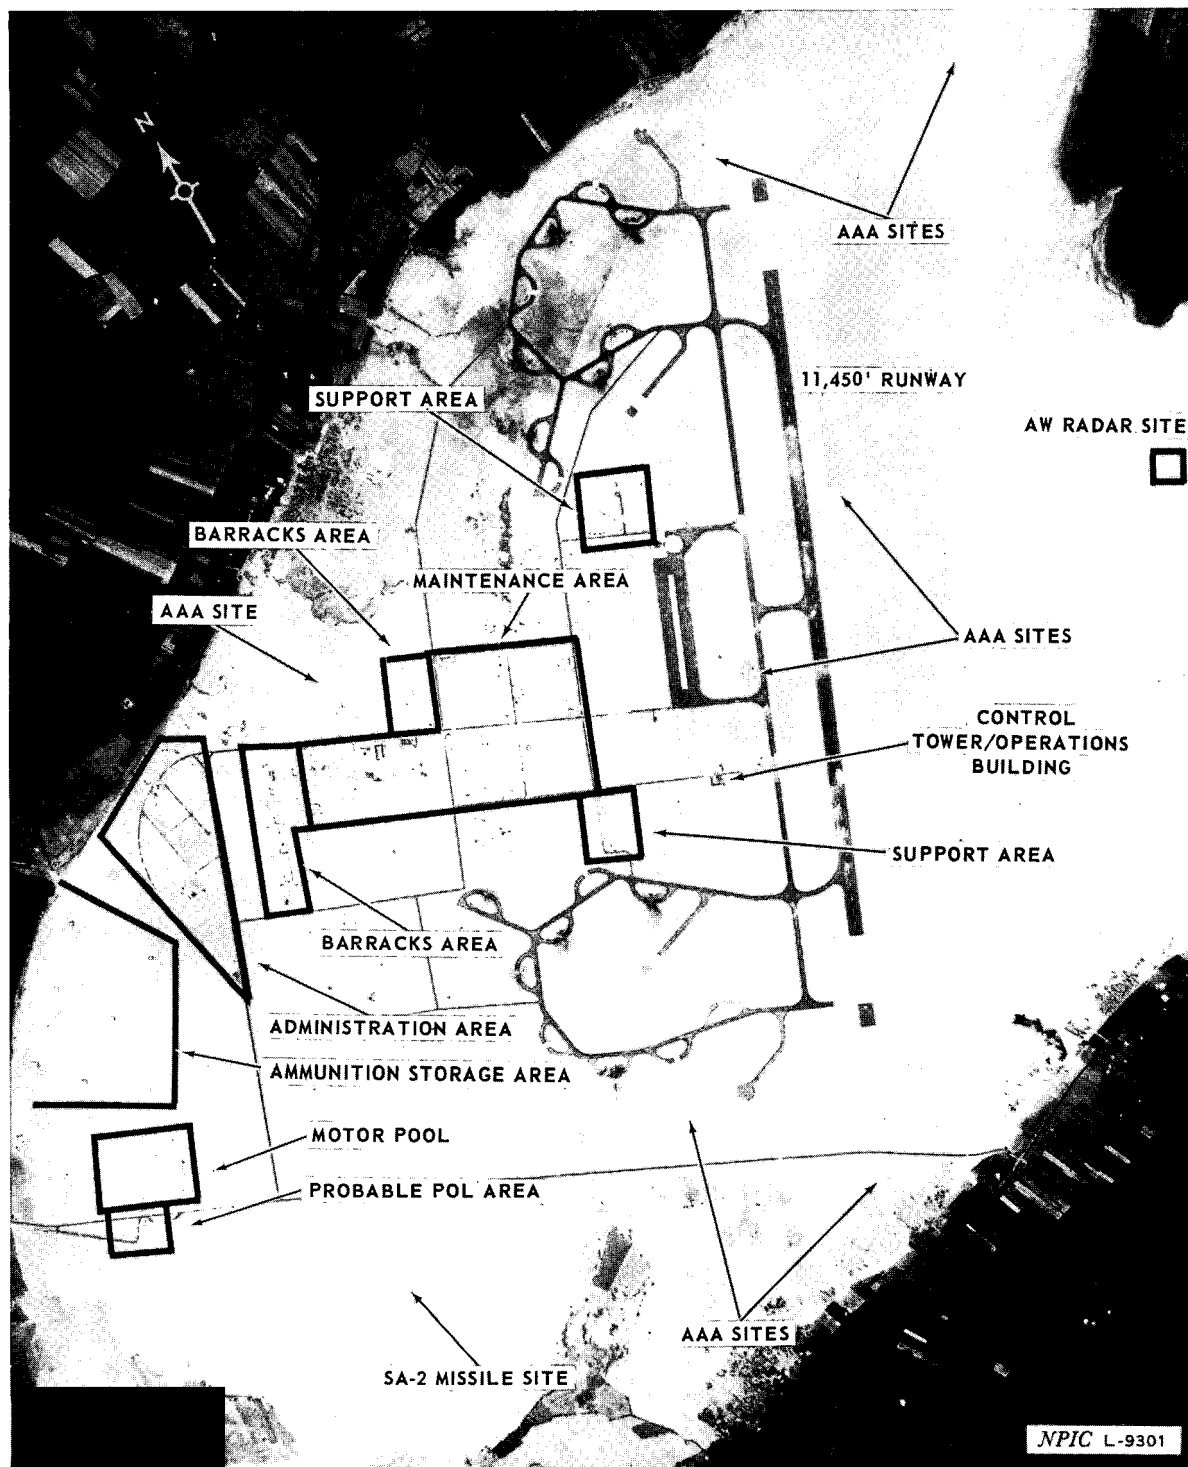 N
AAA SITES
11,450' RUNWAY
SUPPORT AREA
AW RADAR SITE
BARRACKS AREA
MAINTENANCE AREA
AAA SITE
AAA SITES
CONTROL
TOWER/OPERATIONS
BUILDING
SUPPORT AREA
BARRACKS AREA
ADMINISTRATION AREA
AMMUNITION STORAGE AREA
MOTOR POOL
PROBABLE POL AREA
AAA SITES
SA-2 MISSILE SITE
NPIC L-9301